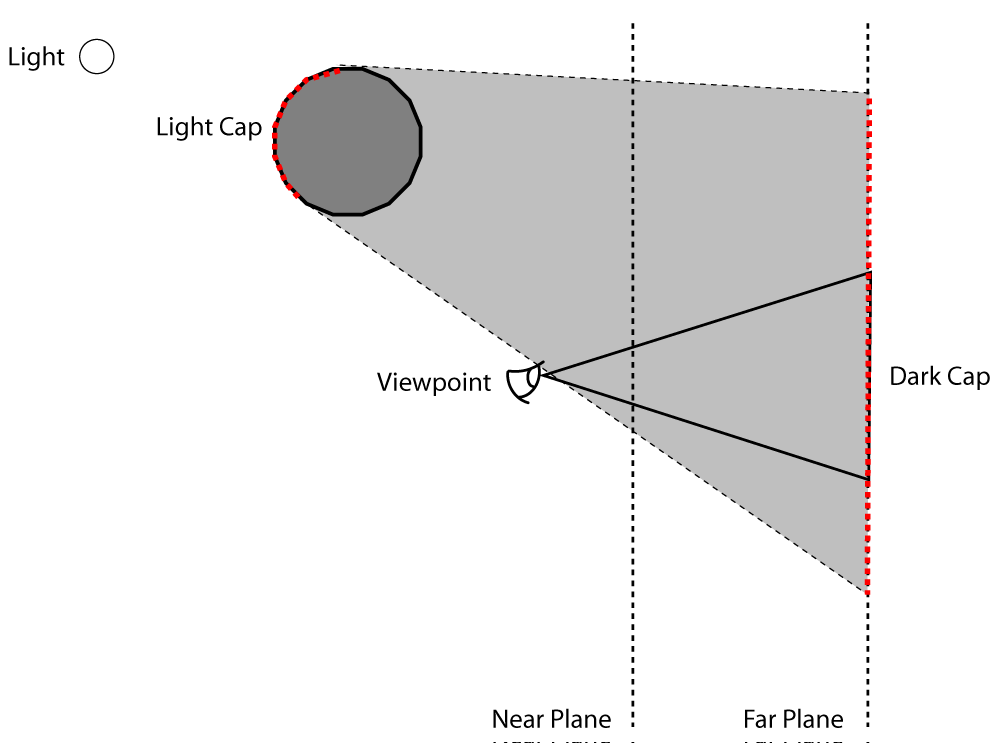 Light
Light Cap
Viewpoint
Dark Cap
Near Plane
Far Plane